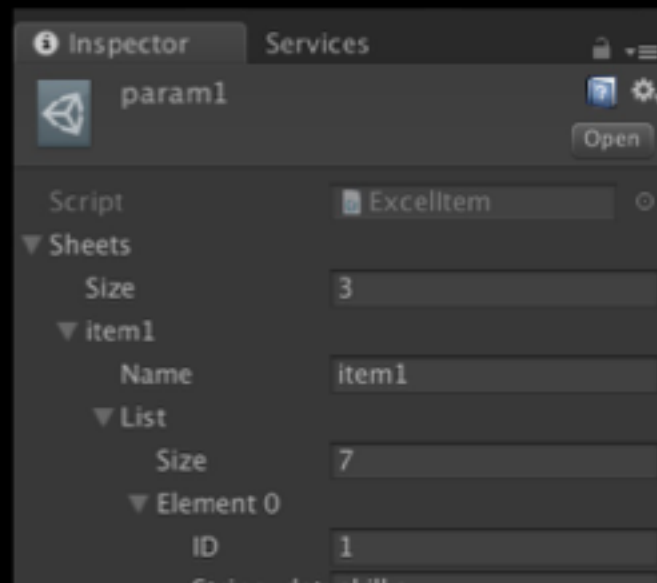 Inspector Services
param1
Open
Script ExcelItem
Sheets
Size 3
item1
Name item1
List
Size 7
Element 0
ID 1